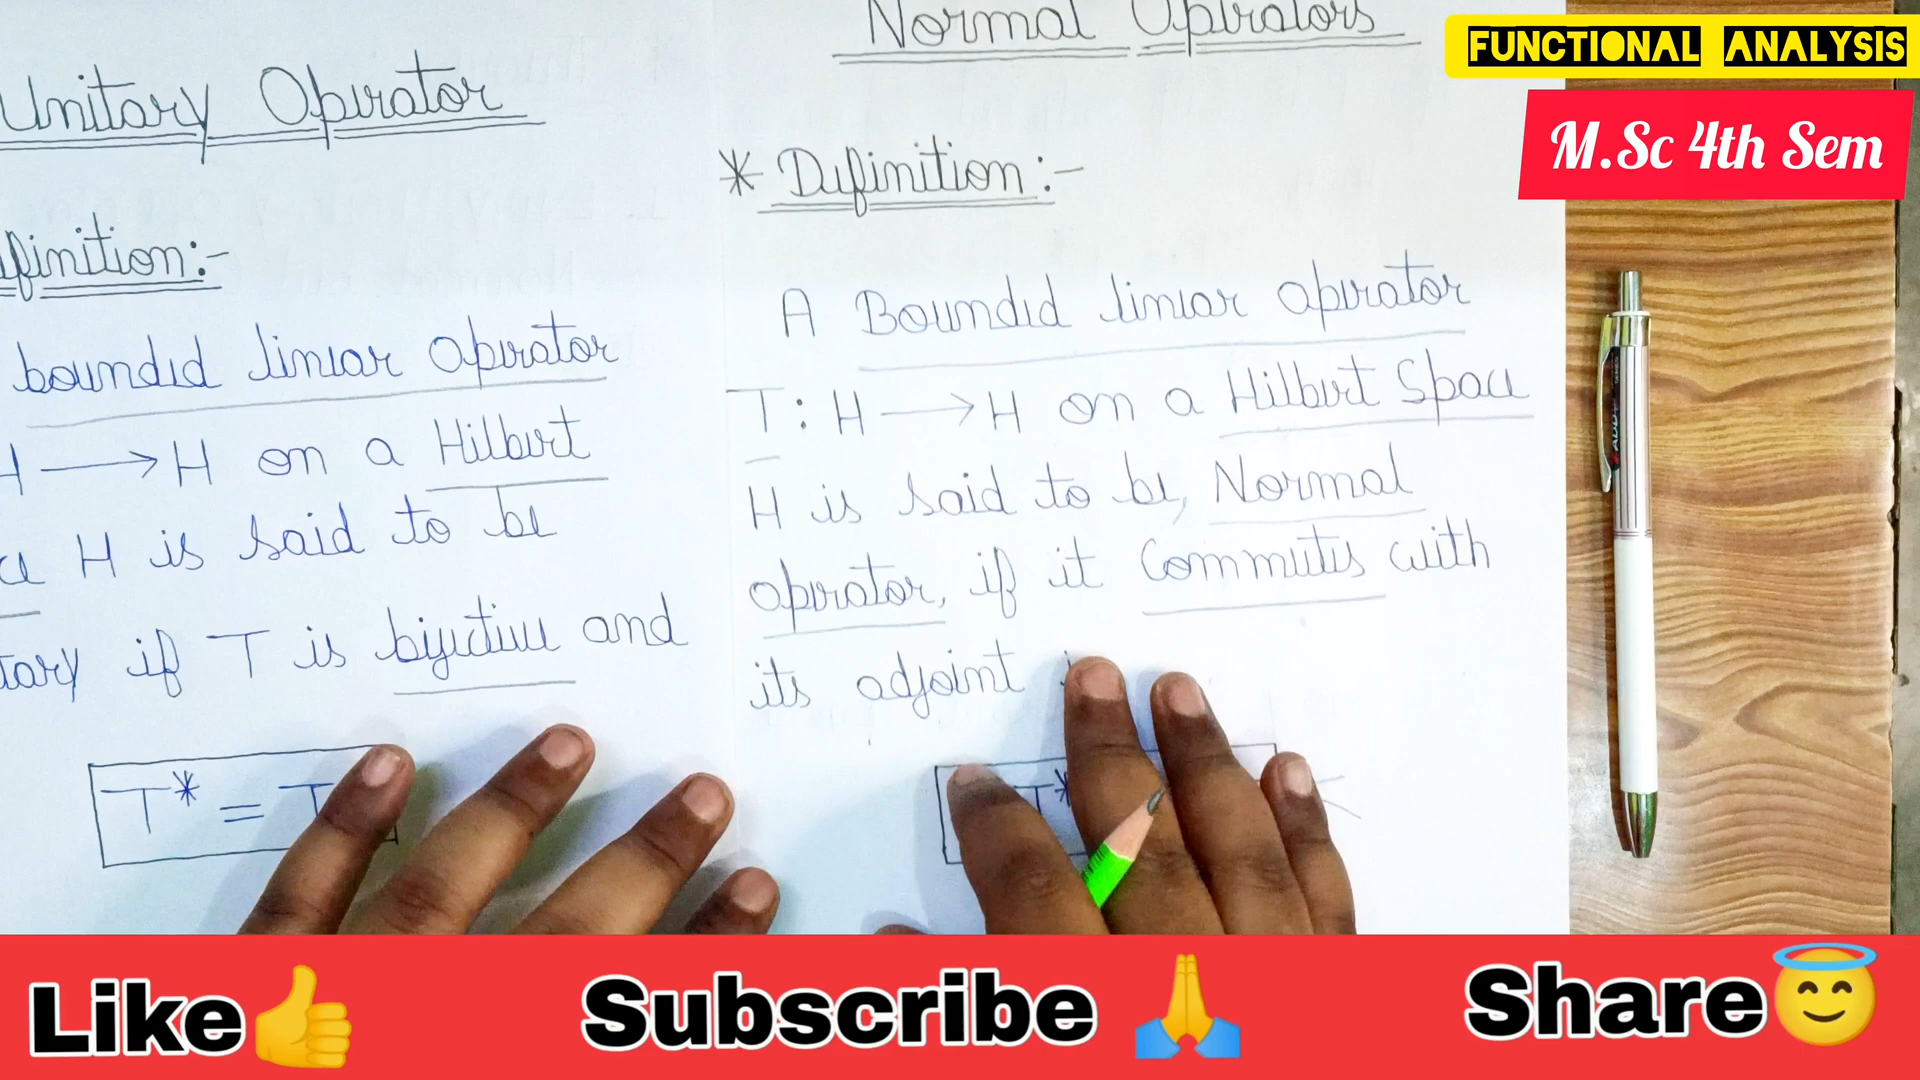 Unitary Operator
finition:-
bounded linear operator
H → H on a Hilbert
ce H is said to be
tary if T is bijective and
T* = T
Normal Operators
* Definition:-
A Bounded linear operator
T : H → H on a Hilbert Space
H is said to be, Normal
operator, if it Commutes with
its adjoint
T*
FUNCTIONAL ANALYSIS
M.Sc 4th Sem
Like👍 Subscribe 🙏 Share😇